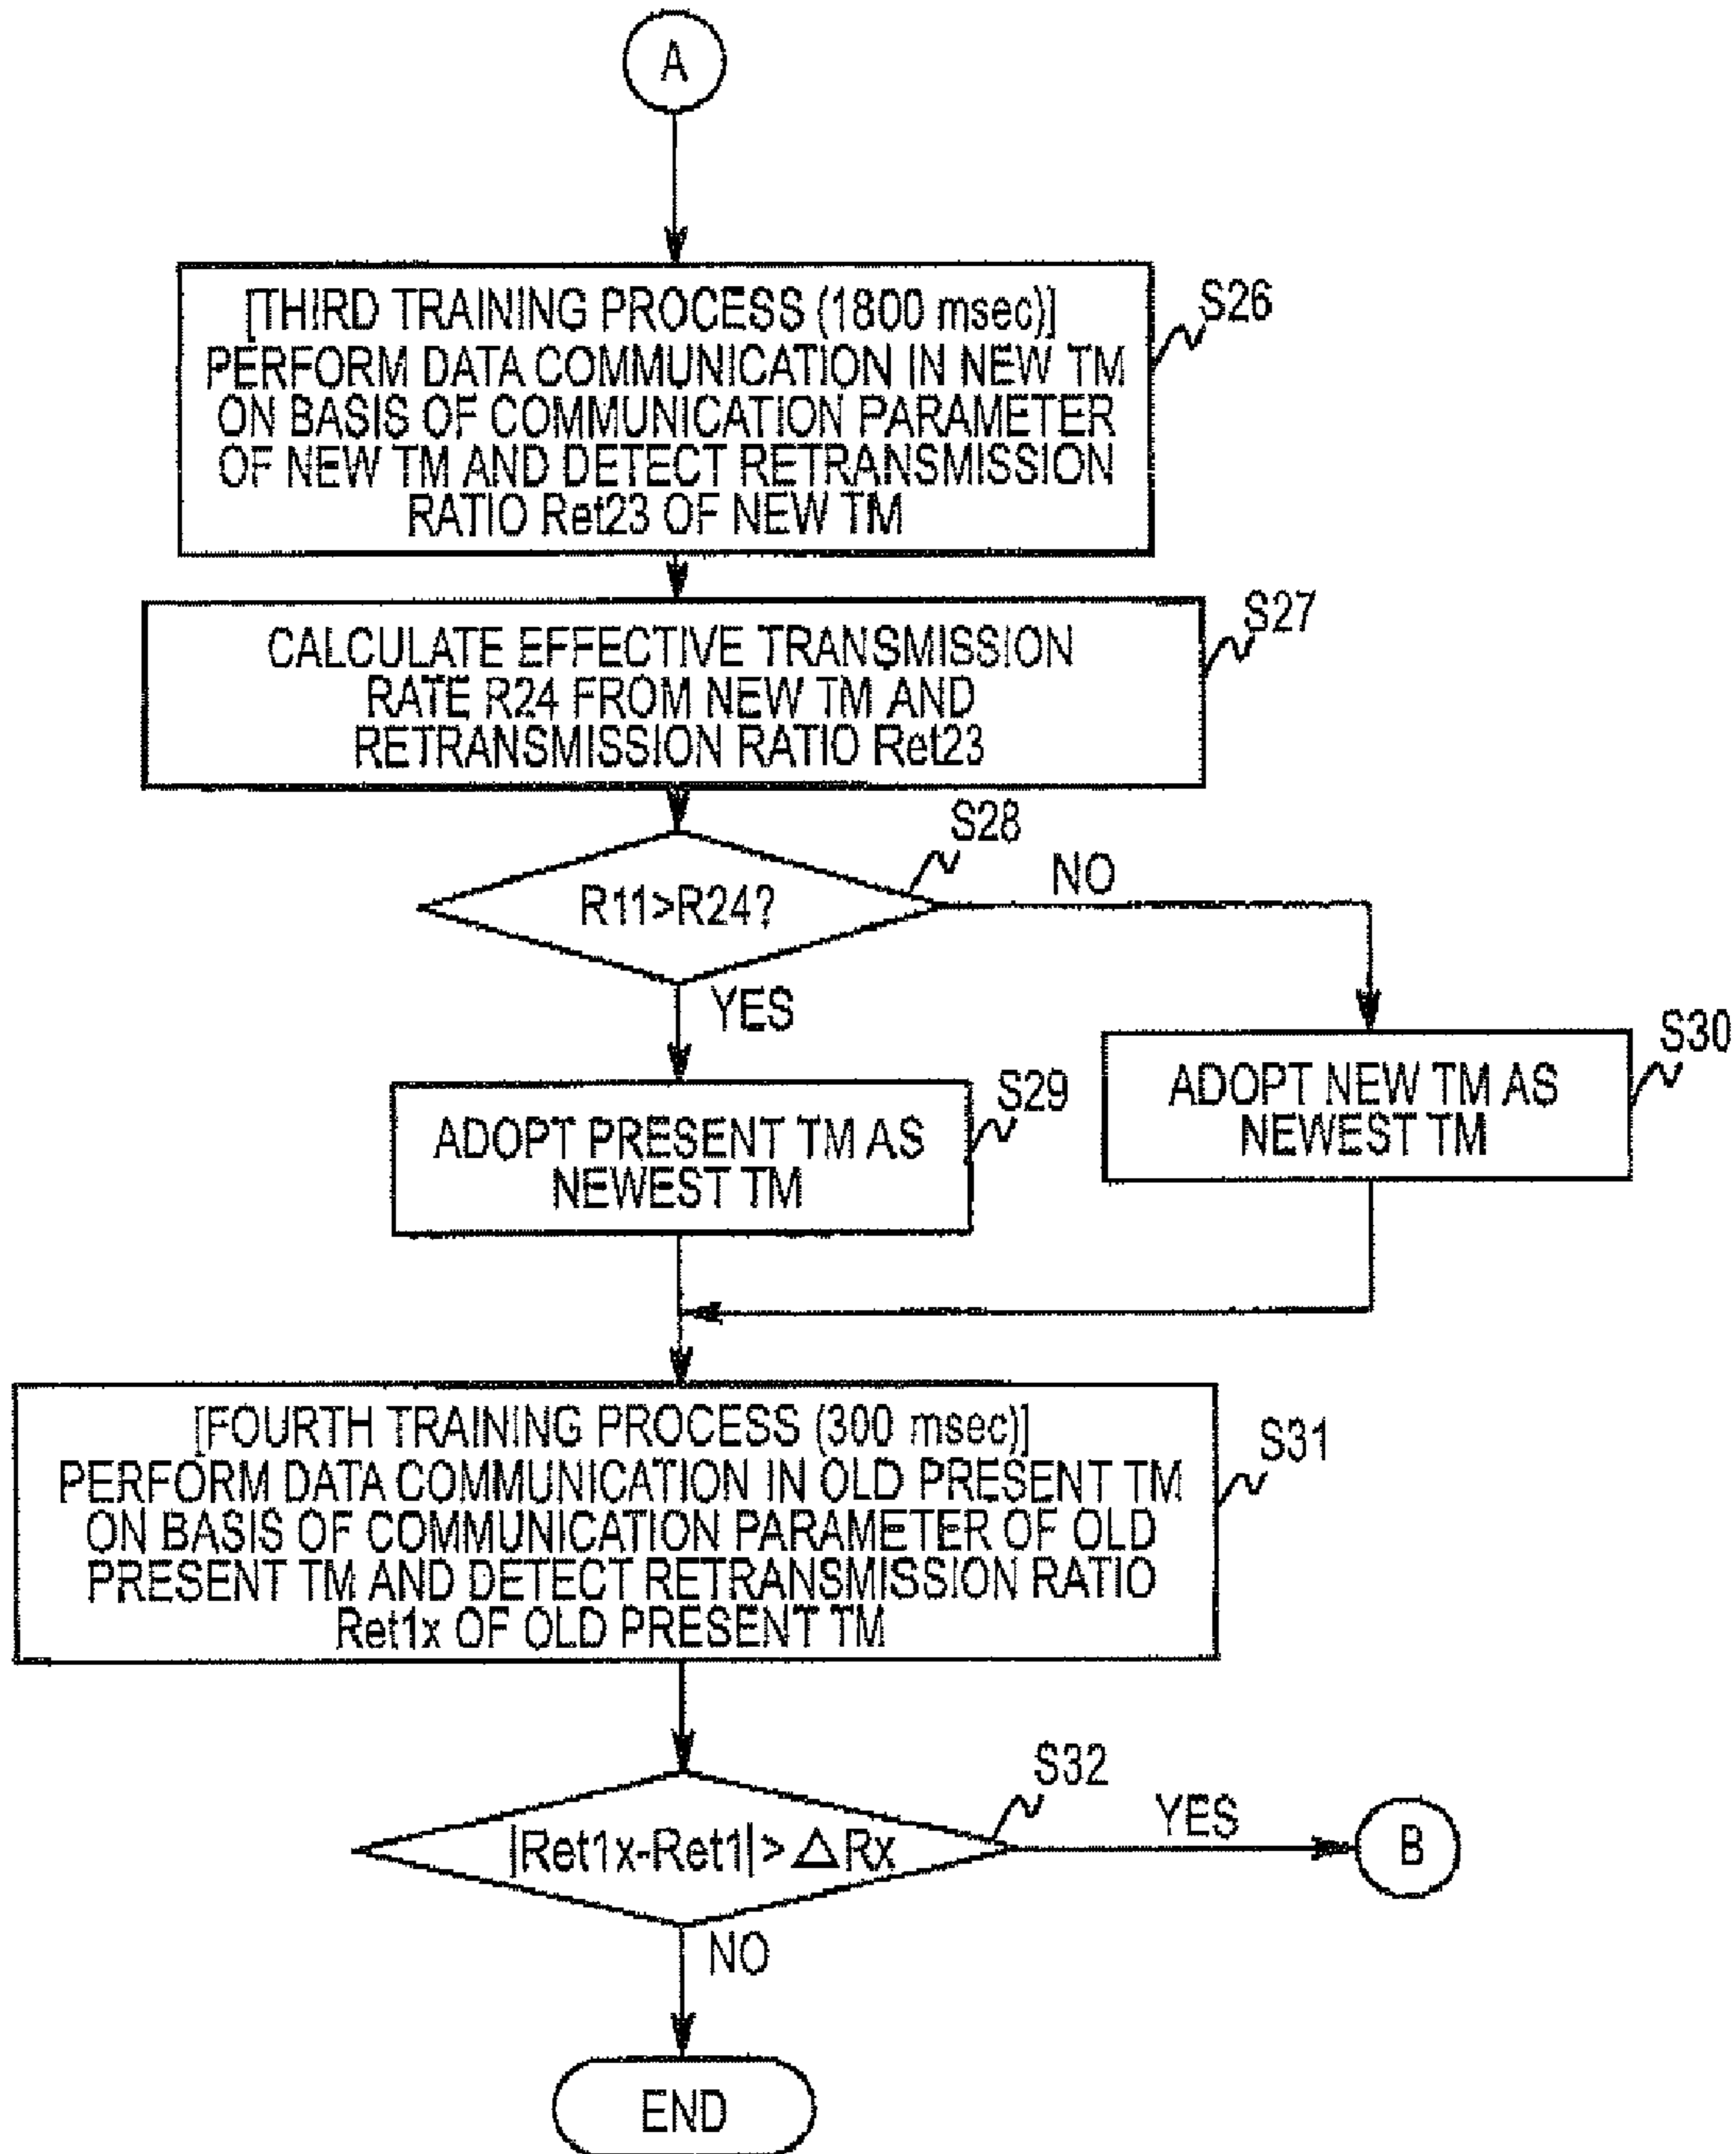 A
[THIRD TRAINING PROCESS (1800 msec)]
PERFORM DATA COMMUNICATION IN NEW TM
ON BASIS OF COMMUNICATION PARAMETER
OF NEW TM AND DETECT RETRANSMISSION
RATIO Ret23 OF NEW TM
S26
CALCULATE EFFECTIVE TRANSMISSION
RATE R24 FROM NEW TM AND
RETRANSMISSION RATIO Ret23
S27
R11>R24?
S28
NO
YES
ADOPT PRESENT TM AS
NEWEST TM
S29
ADOPT NEW TM AS
NEWEST TM
S30
[FOURTH TRAINING PROCESS (300 msec)]
PERFORM DATA COMMUNICATION IN OLD PRESENT TM
ON BASIS OF COMMUNICATION PARAMETER OF OLD
PRESENT TM AND DETECT RETRANSMISSION RATIO
Ret1x OF OLD PRESENT TM
S31
|Ret1x-Ret1|>△Rx
S32
YES
B
NO
END